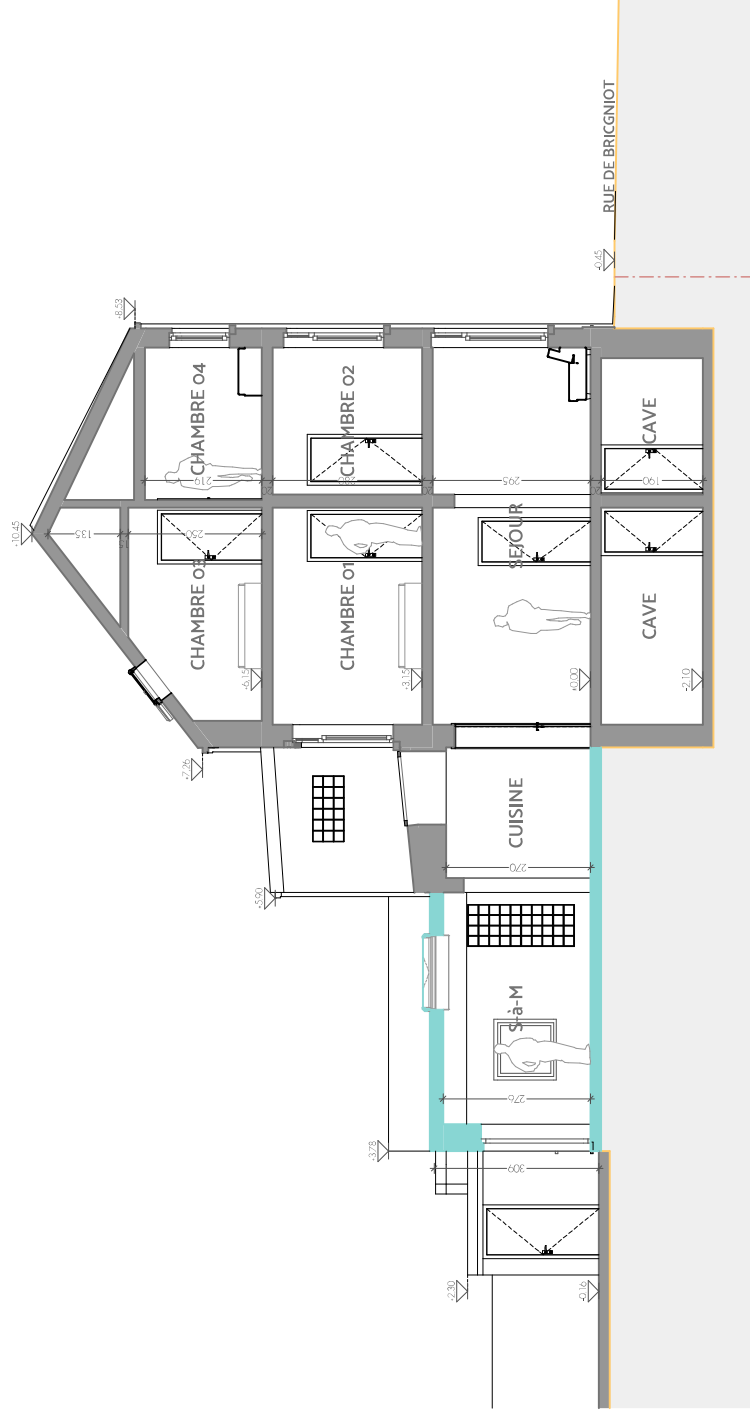 RUE DE BRICGNIOT
-0.45
+8.53
+10.45
CHAMBRE 04
CHAMBRE 02
CAVE
219
295
190
135
250
CHAMBRE 03
CHAMBRE 01
SEJOUR
CAVE
+6.15
+3.15
+0.00
-2.10
+7.26
CUISINE
270
+5.90
S-à-M
276
+3.78
309
+2.30
-0.16